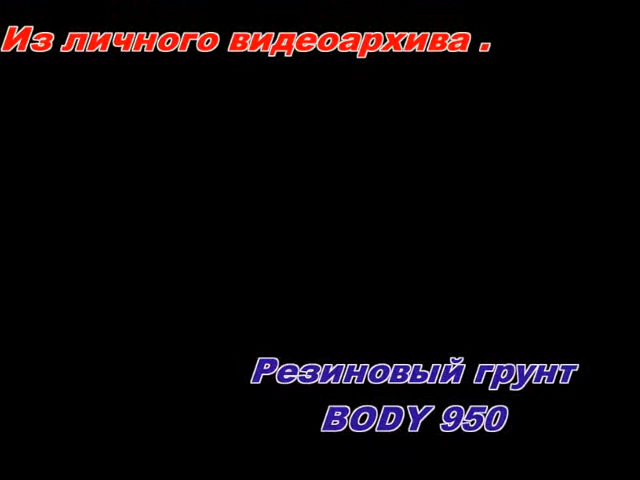 Из личного видеоархива .
Резиновый грунт
BODY 950